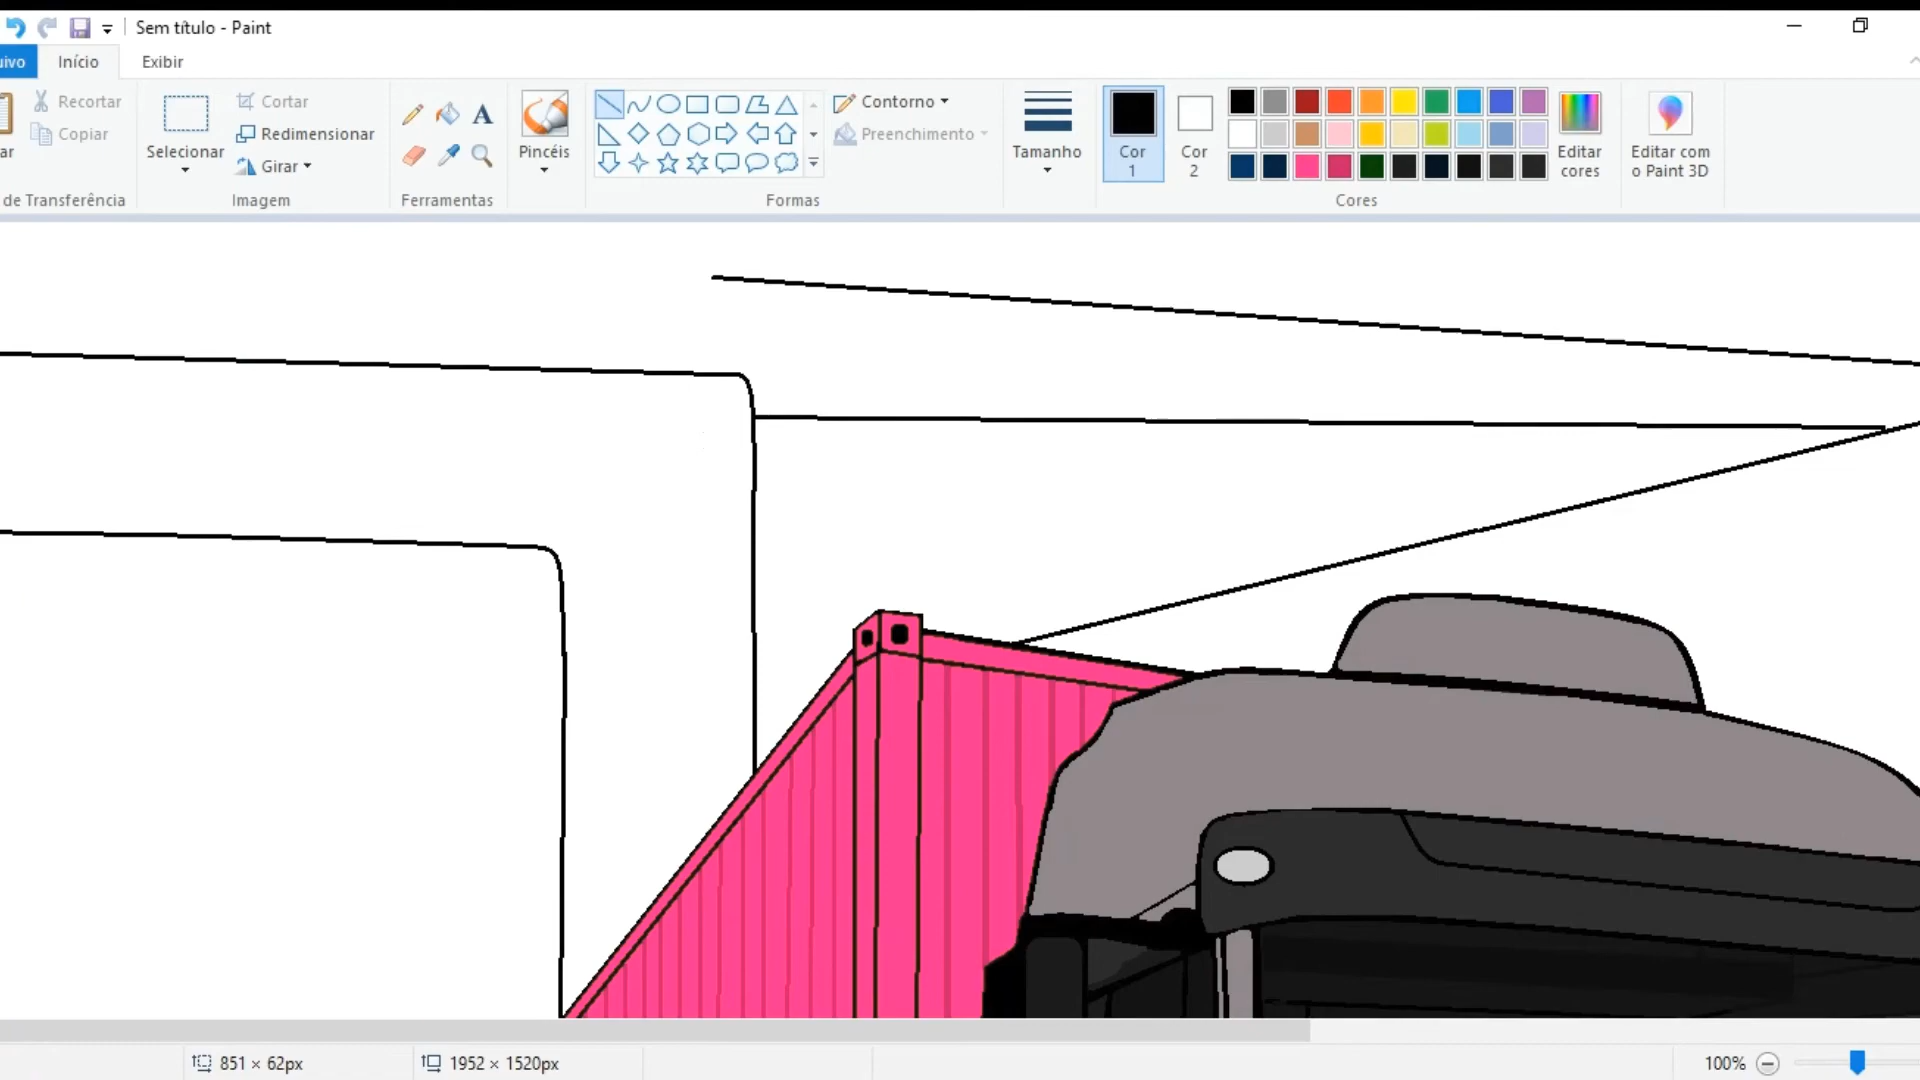 Sem título - Paint
uivo
Início
Exibir
ar
Recortar
Copiar
de Transferência
Selecionar
Cortar
Redimensionar
Girar
Imagem
A
Ferramentas
Pincéis
Contorno
Preenchimento
Formas
Tamanho
Cor
1
Cor
2
Cores
Editar
cores
Editar com
o Paint 3D
851 × 62px
1952 × 1520px
100%